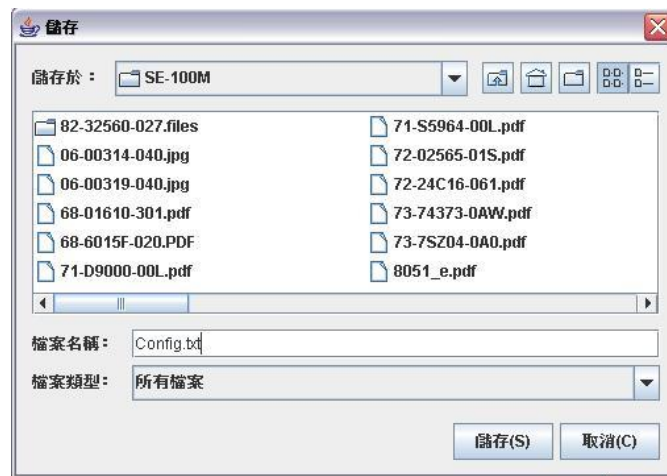 儲存
儲存於： SE-100M
82-32560-027.files
06-00314-040.jpg
06-00319-040.jpg
68-01610-301.pdf
68-6015F-020.PDF
71-D9000-00L.pdf
71-S5964-00L.pdf
72-02565-01S.pdf
72-24C16-061.pdf
73-74373-0AW.pdf
73-7SZ04-0A0.pdf
8051_e.pdf
檔案名稱： Config.txt
檔案類型： 所有檔案
儲存(S) 取消(C)